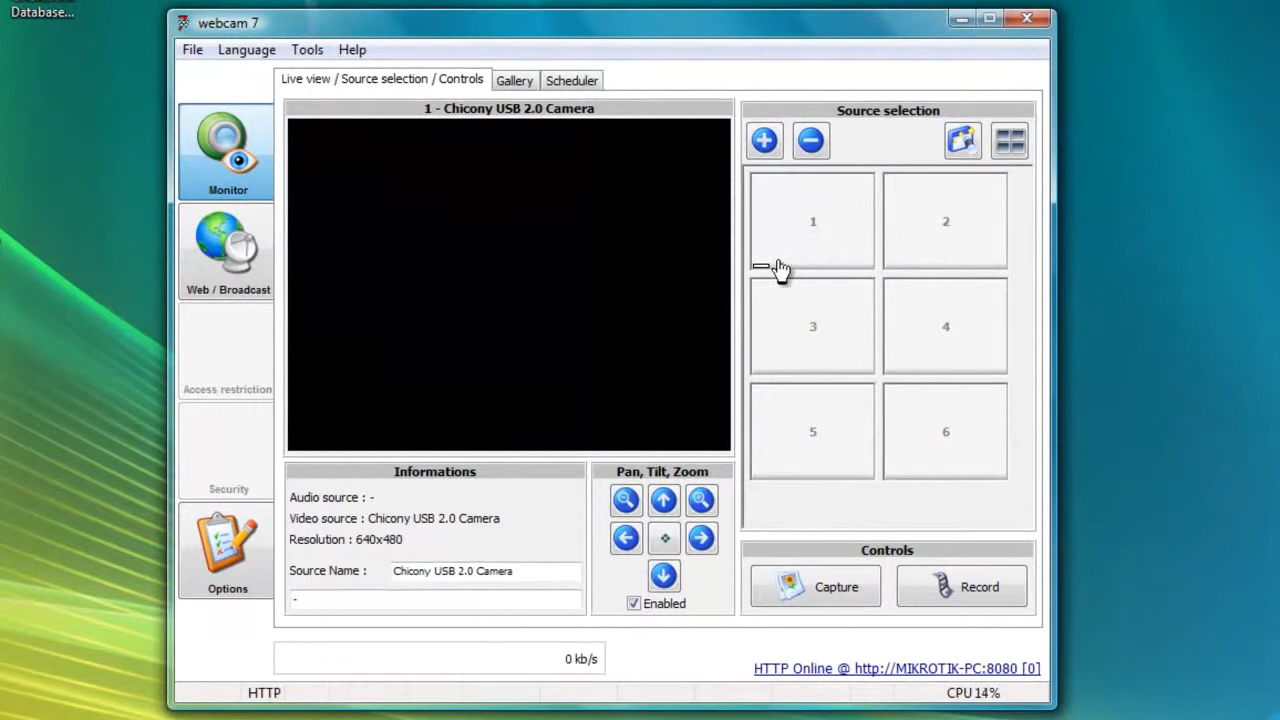 Database...
webcam 7
File Language Tools Help
Live view / Source selection / Controls Gallery Scheduler
1 - Chicony USB 2.0 Camera
Source selection
Monitor
1 2
Web / Broadcast
3 4
Access restriction
5 6
Security
Informations
Pan, Tilt, Zoom
Audio source : -
Video source : Chicony USB 2.0 Camera
Resolution : 640x480
Source Name : Chicony USB 2.0 Camera
-
Enabled
Controls
Capture Record
Options
0 kb/s
HTTP Online @ http://MIKROTIK-PC:8080 [0]
HTTP
CPU 14%